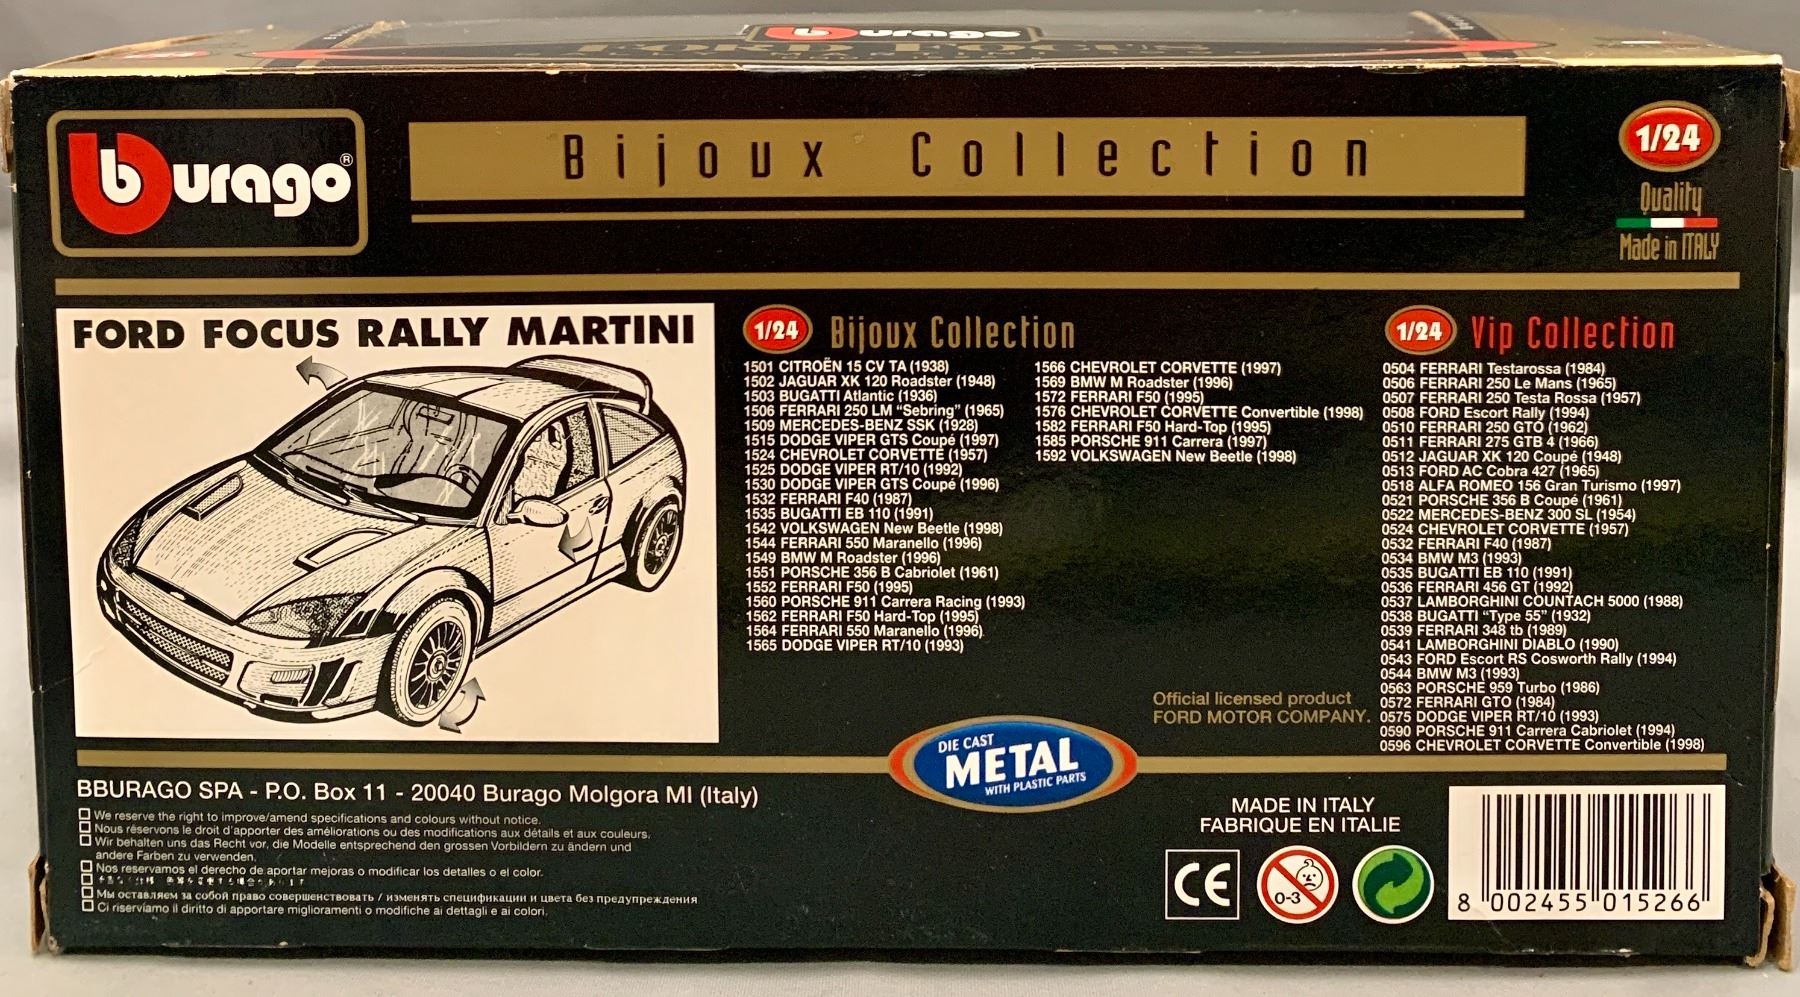 burago
FORD FOCUS
burago®
Bijoux Collection
1/24
Quality
Made in ITALY
FORD FOCUS RALLY MARTINI
1/24 Bijoux Collection
1501 CITROËN 15 CV TA (1938)
1502 JAGUAR XK 120 Roadster (1948)
1503 BUGATTI Atlantic (1936)
1506 FERRARI 250 LM “Sebring” (1965)
1509 MERCEDES-BENZ SSK (1928)
1515 DODGE VIPER GTS Coupé (1997)
1524 CHEVROLET CORVETTE (1957)
1525 DODGE VIPER RT/10 (1992)
1530 DODGE VIPER GTS Coupé (1996)
1532 FERRARI F40 (1987)
1535 BUGATTI EB 110 (1991)
1542 VOLKSWAGEN New Beetle (1998)
1544 FERRARI 550 Maranello (1996)
1549 BMW M Roadster (1996)
1551 PORSCHE 356 B Cabriolet (1961)
1552 FERRARI F50 (1995)
1560 PORSCHE 911 Carrera Racing (1993)
1562 FERRARI F50 Hard-Top (1995)
1564 FERRARI 550 Maranello (1996)
1565 DODGE VIPER RT/10 (1993)
1566 CHEVROLET CORVETTE (1997)
1569 BMW M Roadster (1996)
1572 FERRARI F50 (1995)
1576 CHEVROLET CORVETTE Convertible (1998)
1582 FERRARI F50 Hard-Top (1995)
1585 PORSCHE 911 Carrera (1997)
1592 VOLKSWAGEN New Beetle (1998)
1/24 Vip Collection
0504 FERRARI Testarossa (1984)
0506 FERRARI 250 Le Mans (1965)
0507 FERRARI 250 Testa Rossa (1957)
0508 FORD Escort Rally (1994)
0510 FERRARI 250 GTO (1962)
0511 FERRARI 275 GTB 4 (1966)
0512 JAGUAR XK 120 Coupé (1948)
0513 FORD AC Cobra 427 (1965)
0518 ALFA ROMEO 156 Gran Turismo (1997)
0521 PORSCHE 356 B Coupé (1961)
0522 MERCEDES-BENZ 300 SL (1954)
0524 CHEVROLET CORVETTE (1957)
0532 FERRARI F40 (1987)
0534 BMW M3 (1993)
0535 BUGATTI EB 110 (1991)
0536 FERRARI 456 GT (1992)
0537 LAMBORGHINI COUNTACH 5000 (1988)
0538 BUGATTI “Type 55” (1932)
0539 FERRARI 348 tb (1989)
0541 LAMBORGHINI DIABLO (1990)
0543 FORD Escort RS Cosworth Rally (1994)
0544 BMW M3 (1993)
0563 PORSCHE 959 Turbo (1986)
0572 FERRARI GTO (1984)
0575 DODGE VIPER RT/10 (1993)
0590 PORSCHE 911 Carrera Cabriolet (1994)
0596 CHEVROLET CORVETTE Convertible (1998)
Official licensed product
FORD MOTOR COMPANY.
DIE CAST
METAL
WITH PLASTIC PARTS
BBURAGO SPA - P.O. Box 11 - 20040 Burago Molgora MI (Italy)
We reserve the right to improve/amend specifications and colours without notice.
Nous réservons le droit d'apporter des améliorations ou des modifications aux détails et aux couleurs.
Wir behalten uns das Recht vor, die Modelle entsprechend den grossen Vorbildern zu ändern und
andere Farben zu verwenden.
Nos reservamos el derecho de aportar mejoras o modificar los detalles o el color.
Мы оставляем за собой право совершенствовать / изменять спецификации и цвета без предупреждения
Ci riserviamo il diritto di apportare miglioramenti o modifiche ai dettagli e ai colori.
MADE IN ITALY
FABRIQUE EN ITALIE
CE
0-3
8 002455 015266